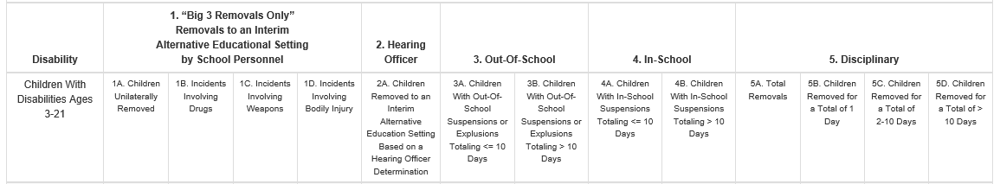 Disability
1. “Big 3 Removals Only”
Removals to an Interim
Alternative Educational Setting
by School Personnel
2. Hearing
Officer
3. Out-Of-School
4. In-School
5. Disciplinary
Children With
Disabilities Ages
3-21
1A. Children
Unilaterally
Removed
1B. Incidents
Involving
Drugs
1C. Incidents
Involving
Weapons
1D. Incidents
Involving
Bodily Injury
2A. Children
Removed to an
Interim
Alternative
Education Setting
Based on a
Hearing Officer
Determination
3A. Children
With Out-Of-
School
Suspensions or
Explusions
Totaling <= 10
Days
3B. Children
With Out-Of-
School
Suspensions or
Explusions
Totaling > 10
Days
4A. Children
With In-School
Suspensions
Totaling <= 10
Days
4B. Children
With In-School
Suspensions
Totaling > 10
Days
5A. Total
Removals
5B. Children
Removed for
a Total of 1
Day
5C. Children
Removed for
a Total of
2-10 Days
5D. Children
Removed for
a Total of >
10 Days